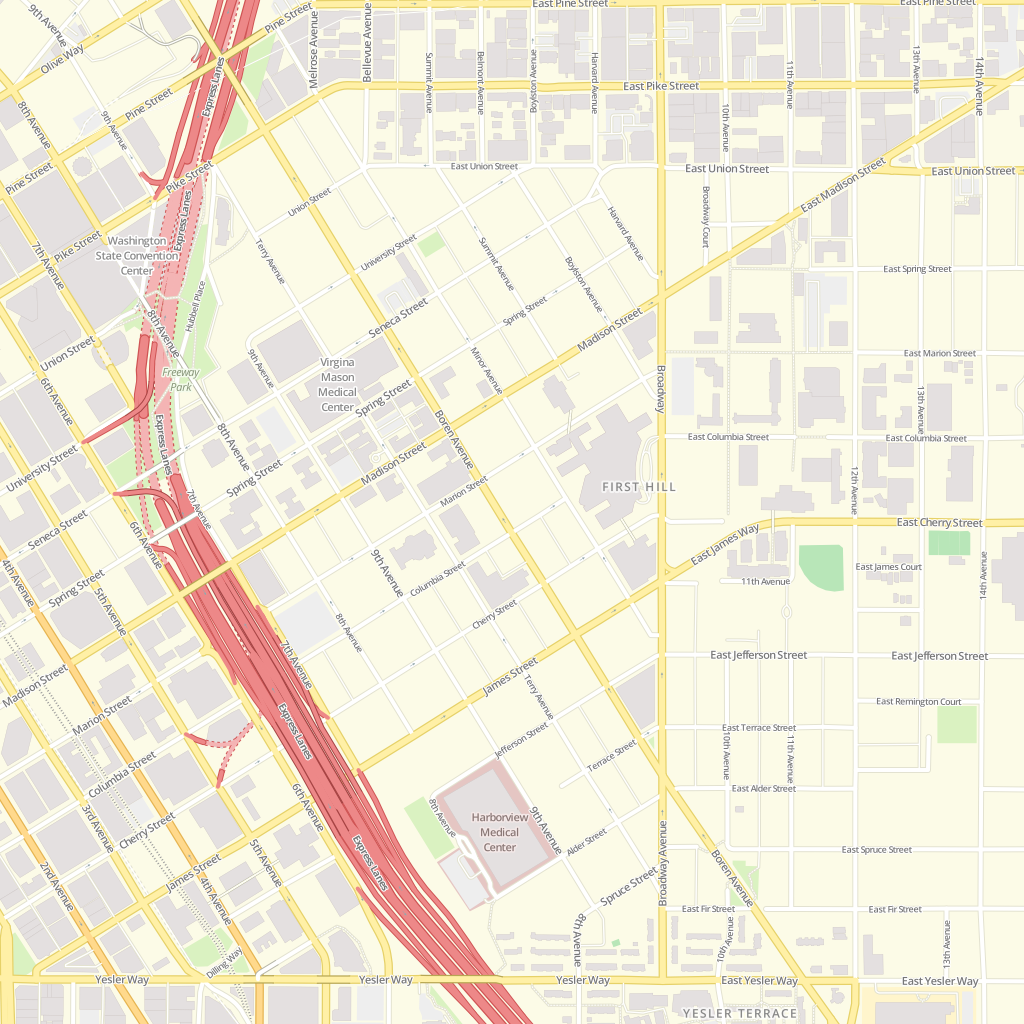 9th Avenue
Pine Street
East Pine Street
East Pine Street
Olive Way
Melrose Avenue
Bellevue Avenue
Summit Avenue
Belmont Avenue
Boylston Avenue
Harvard Avenue
11th Avenue
13th Avenue
14th Avenue
Express Lanes
East Pike Street
8th Avenue
9th Avenue
Pine Street
10th Avenue
Pine Street
Pike Street
East Union Street
East Union Street
East Madison Street
East Union Street
Union Street
Express Lanes
Broadway Court
Harvard Avenue
Washington
State Convention
Center
Pike Street
7th Avenue
Terry Avenue
University Street
Summit Avenue
Boylston Avenue
East Spring Street
Hubbell Place
8th Avenue
Seneca Street
Spring Street
Madison Street
Union Street
9th Avenue
Virgina
Mason
Medical
Center
Minor Avenue
East Marion Street
Freeway
Park
6th Avenue
Spring Street
Broadway
13th Avenue
Boren Avenue
8th Avenue
Express Lanes
East Columbia Street
East Columbia Street
University Street
Spring Street
Madison Street
Marion Street
FIRST HILL
12th Avenue
7th Avenue
Seneca Street
6th Avenue
East James Way
East Cherry Street
4th Avenue
Spring Street
9th Avenue
Columbia Street
East James Court
11th Avenue
14th Avenue
5th Avenue
8th Avenue
Cherry Street
7th Avenue
East Jefferson Street
East Jefferson Street
Madison Street
James Street
Terry Avenue
Marion Street
East Remington Court
Express Lanes
Jefferson Street
East Terrace Street
Terrace Street
10th Avenue
11th Avenue
Columbia Street
East Alder Street
6th Avenue
3rd Avenue
Cherry Street
8th Avenue
Harborview
Medical
Center
9th Avenue
Alder Street
East Spruce Street
Broadway Avenue
Boren Avenue
Express Lanes
James Street
5th Avenue
2nd Avenue
4th Avenue
Spruce Street
East Fir Street
East Fir Street
8th Avenue
10th Avenue
13th Avenue
Dilling Way
Yesler Way
Yesler Way
Yesler Way
East Yesler Way
East Yesler Way
YESLER TERRACE